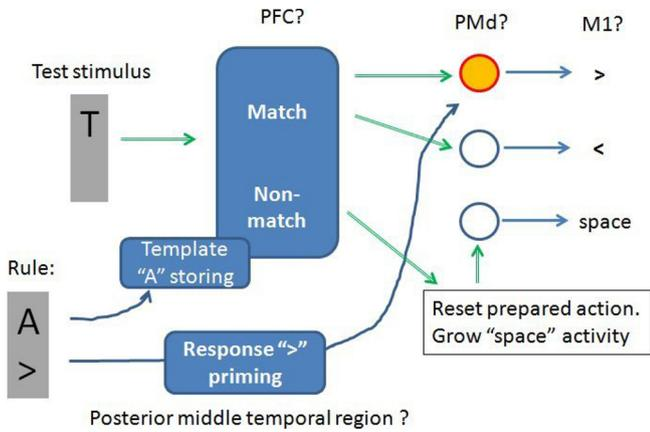 PFC?
PMd?
M1?
Test stimulus
T
Match
>
<
Non-
match
space
Template
“A” storing
Rule:
A
>
Reset prepared action.
Grow “space” activity
Response “>”
priming
Posterior middle temporal region ?